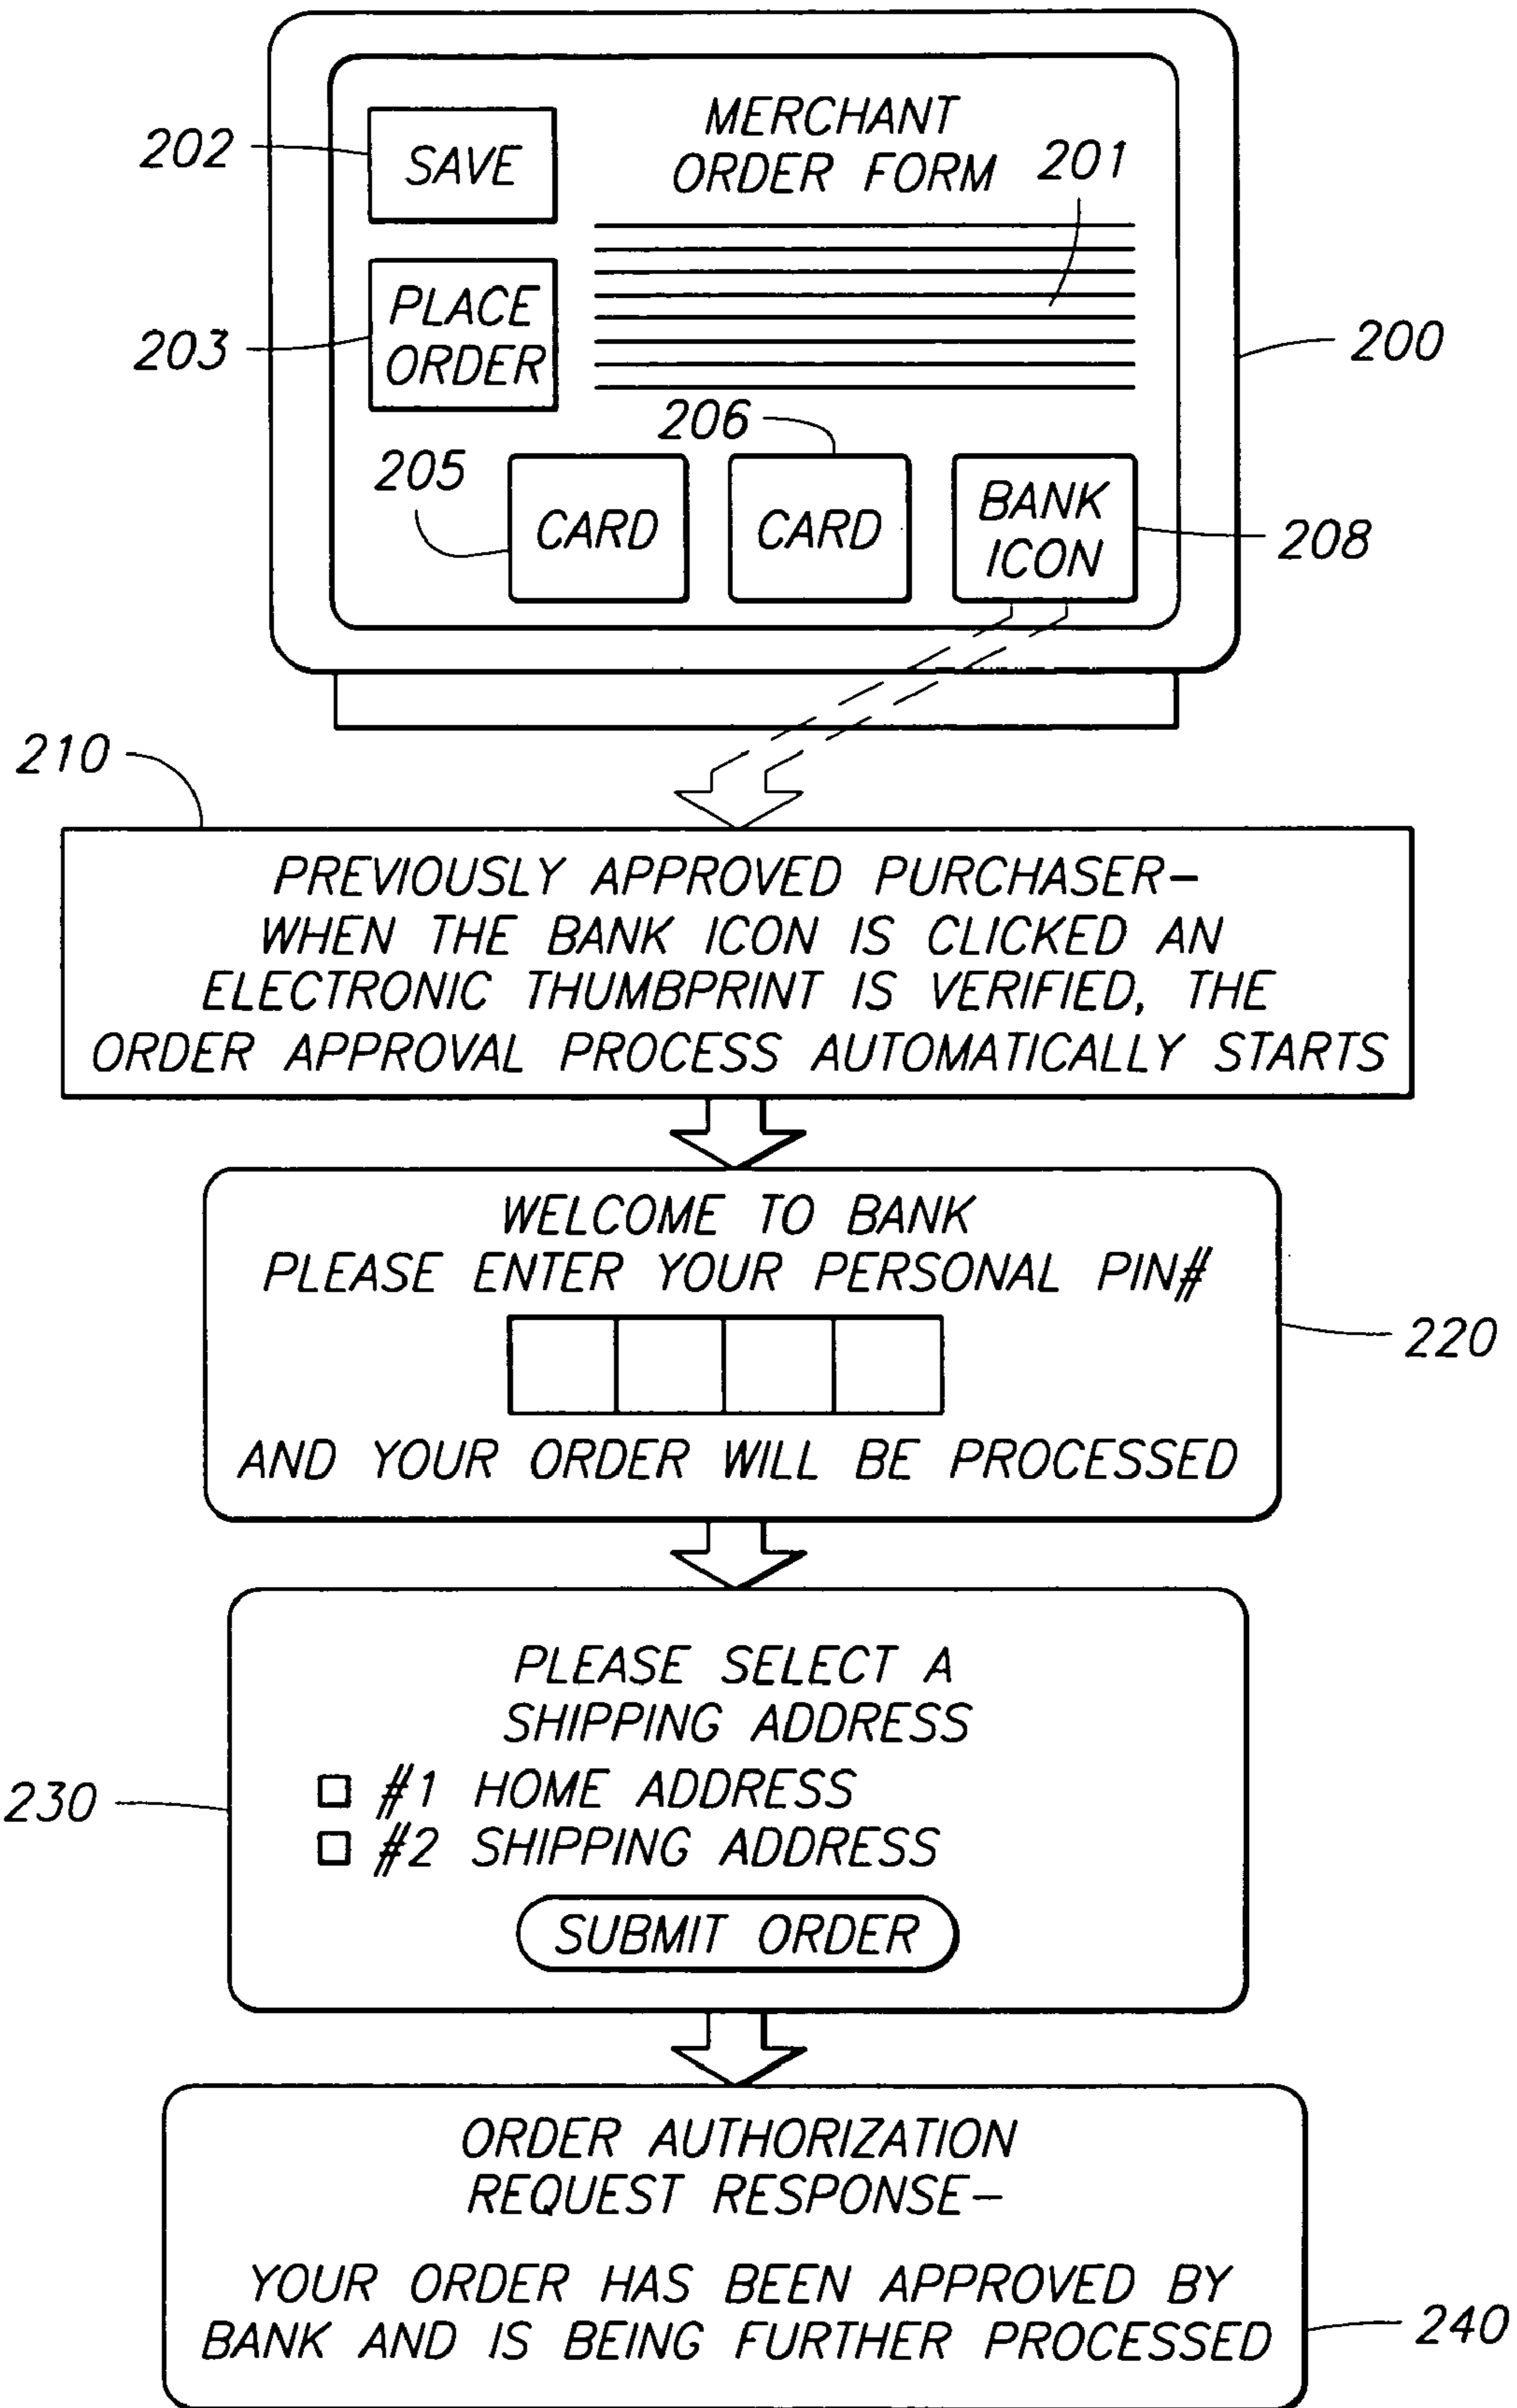 MERCHANT
ORDER FORM
201
202
SAVE
203
PLACE
ORDER
200
206
205
CARD
CARD
BANK
ICON
208
210
PREVIOUSLY APPROVED PURCHASER-
WHEN THE BANK ICON IS CLICKED AN
ELECTRONIC THUMBPRINT IS VERIFIED, THE
ORDER APPROVAL PROCESS AUTOMATICALLY STARTS
WELCOME TO BANK
PLEASE ENTER YOUR PERSONAL PIN#
220
AND YOUR ORDER WILL BE PROCESSED
PLEASE SELECT A
SHIPPING ADDRESS
230
#1 HOME ADDRESS
#2 SHIPPING ADDRESS
SUBMIT ORDER
ORDER AUTHORIZATION
REQUEST RESPONSE-
YOUR ORDER HAS BEEN APPROVED BY
BANK AND IS BEING FURTHER PROCESSED
240